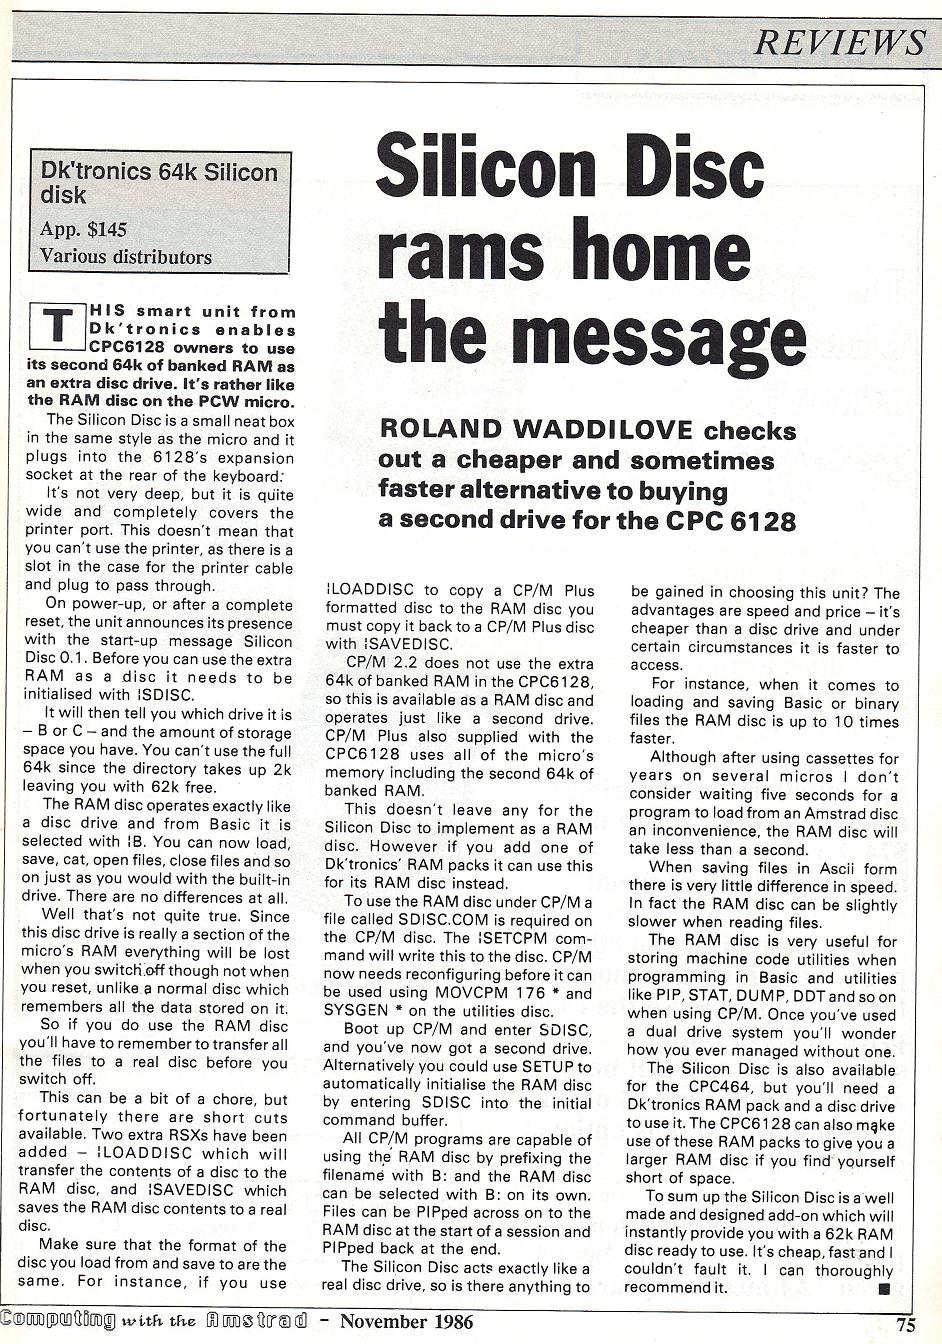 REVIEWS
Dk'tronics 64k Silicon
disk
App. $145
Various distributors
Silicon Disc
rams home
the message
ROLAND WADDILOVE checks
out a cheaper and sometimes
faster alternative to buying
a second drive for the CPC 6128
THIS smart unit from
Dk'tronics enables
CPC6128 owners to use
its second 64k of banked RAM as
an extra disc drive. It's rather like
the RAM disc on the PCW micro.
The Silicon Disc is a small neat box
in the same style as the micro and it
plugs into the 6128's expansion
socket at the rear of the keyboard.
It's not very deep, but it is quite
wide and completely covers the
printer port. This doesn't mean that
you can't use the printer, as there is a
slot in the case for the printer cable
and plug to pass through.
On power-up, or after a complete
reset, the unit announces its presence
with the start-up message Silicon
Disc 0.1. Before you can use the extra
RAM as a disc it needs to be
initialised with ¦SDISC.
It will then tell you which drive it is
– B or C – and the amount of storage
space you have. You can't use the full
64k since the directory takes up 2k
leaving you with 62k free.
The RAM disc operates exactly like
a disc drive and from Basic it is
selected with ¦B. You can now load,
save, cat, open files, close files and so
on just as you would with the built-in
drive. There are no differences at all.
Well that's not quite true. Since
this disc drive is really a section of the
micro's RAM everything will be lost
when you switch off though not when
you reset, unlike a normal disc which
remembers all the data stored on it.
So if you do use the RAM disc
you'll have to remember to transfer all
the files to a real disc before you
switch off.
This can be a bit of a chore, but
fortunately there are short cuts
available. Two extra RSXs have been
added – ¦LOADDISC which will
transfer the contents of a disc to the
RAM disc, and ¦SAVEDISC which
saves the RAM disc contents to a real
disc.
Make sure that the format of the
disc you load from and save to are the
same. For instance, if you use
¦LOADDISC to copy a CP/M Plus
formatted disc to the RAM disc you
must copy it back to a CP/M Plus disc
with ¦SAVEDISC.
CP/M 2.2 does not use the extra
64k of banked RAM in the CPC6128,
so this is available as a RAM disc and
operates just like a second drive.
CP/M Plus also supplied with the
CPC6128 uses all of the micro's
memory including the second 64k of
banked RAM.
This doesn't leave any for the
Silicon Disc to implement as a RAM
disc. However if you add one of
Dk'tronics' RAM packs it can use this
for its RAM disc instead.
To use the RAM disc under CP/M a
file called SDISC.COM is required on
the CP/M disc. The ¦SETCPM com-
mand will write this to the disc. CP/M
now needs reconfiguring before it can
be used using MOVCPM 176 * and
SYSGEN * on the utilities disc.
Boot up CP/M and enter SDISC,
and you've now got a second drive.
Alternatively you could use SETUP to
automatically initialise the RAM disc
by entering SDISC into the initial
command buffer.
All CP/M programs are capable of
using the RAM disc by prefixing the
filename with B: and the RAM disc
can be selected with B: on its own.
Files can be PIPped across on to the
RAM disc at the start of a session and
PIPped back at the end.
The Silicon Disc acts exactly like a
real disc drive, so is there anything to
be gained in choosing this unit? The
advantages are speed and price – it's
cheaper than a disc drive and under
certain circumstances it is faster to
access.
For instance, when it comes to
loading and saving Basic or binary
files the RAM disc is up to 10 times
faster.
Although after using cassettes for
years on several micros I don't
consider waiting five seconds for a
program to load from an Amstrad disc
an inconvenience, the RAM disc will
take less than a second.
When saving files in Ascii form
there is very little difference in speed.
In fact the RAM disc can be slightly
slower when reading files.
The RAM disc is very useful for
storing machine code utilities when
programming in Basic and utilities
like PIP, STAT, DUMP, DDT and so on
when using CP/M. Once you've used
a dual drive system you'll wonder
how you ever managed without one.
The Silicon Disc is also available
for the CPC464, but you'll need a
Dk'tronics RAM pack and a disc drive
to use it. The CPC6128 can also make
use of these RAM packs to give you a
larger RAM disc if you find yourself
short of space.
To sum up the Silicon Disc is a well
made and designed add-on which will
instantly provide you with a 62k RAM
disc ready to use. It's cheap, fast and I
couldn't fault it. I can thoroughly
recommend it.
Computing with the Amstrad – November 1986 75